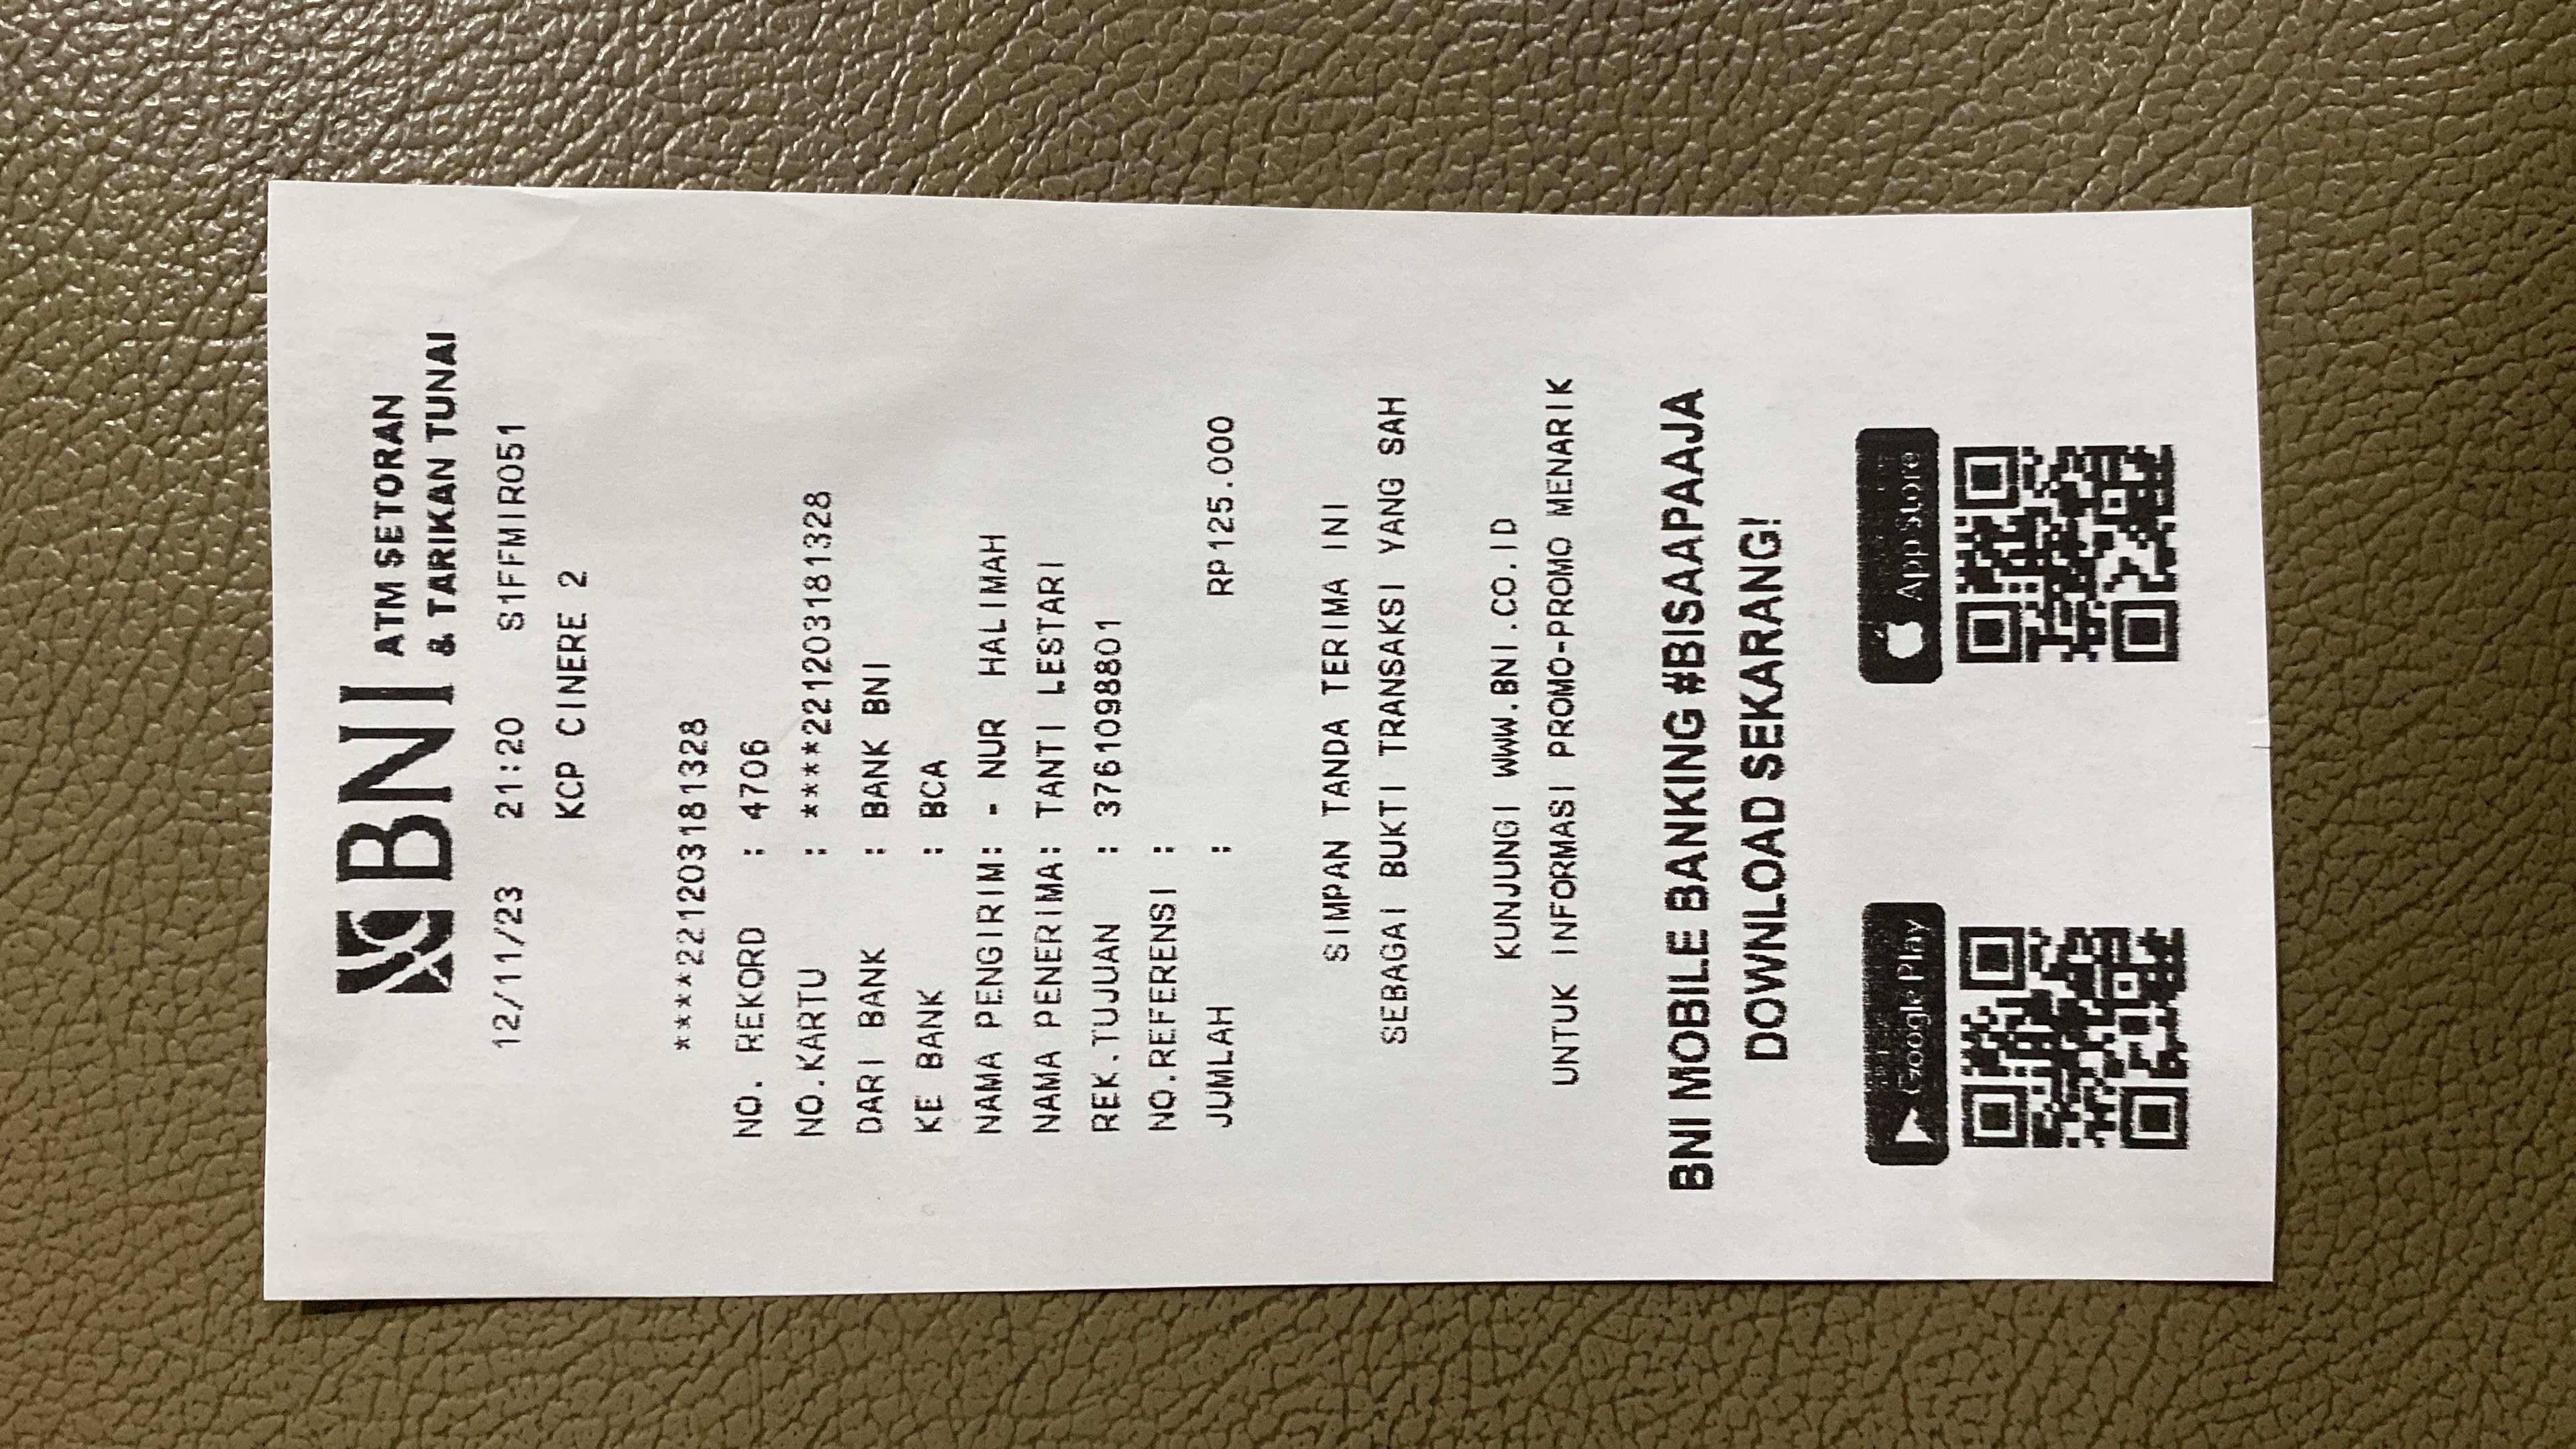 BNI ATM SETORAN
& TARIKAN TUNAI
12/11/23 21:20 S1FFMIR051
KCP CINERE 2
****221203181328
NO. REKORD : 4706
NO.KARTU : ****221203181328
DARI BANK : BANK BNI
KE BANK : BCA
NAMA PENGIRIM: - NUR HALIMAH
NAMA PENERIMA: TANTI LESTARI
REK.TUJUAN : 3761098801
NO.REFERENSI :
JUMLAH : RP125.000
SIMPAN TANDA TERIMA INI
SEBAGAI BUKTI TRANSAKSI YANG SAH
KUNJUNGI WWW.BNI.CO.ID
UNTUK INFORMASI PROMO-PROMO MENARIK
BNI MOBILE BANKING #BISAAPAAJA
DOWNLOAD SEKARANG!
Google Play App Store